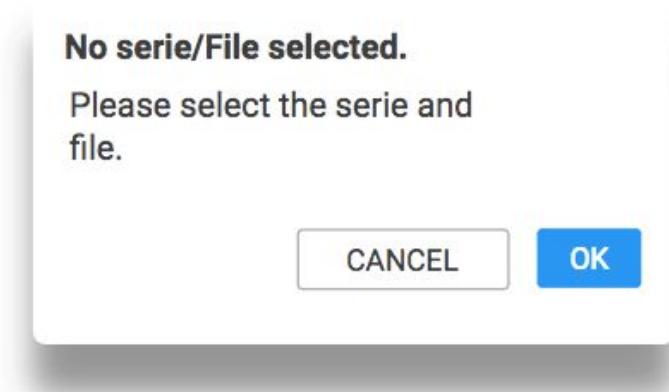 No serie/File selected.
Please select the serie and
file.
CANCEL
OK